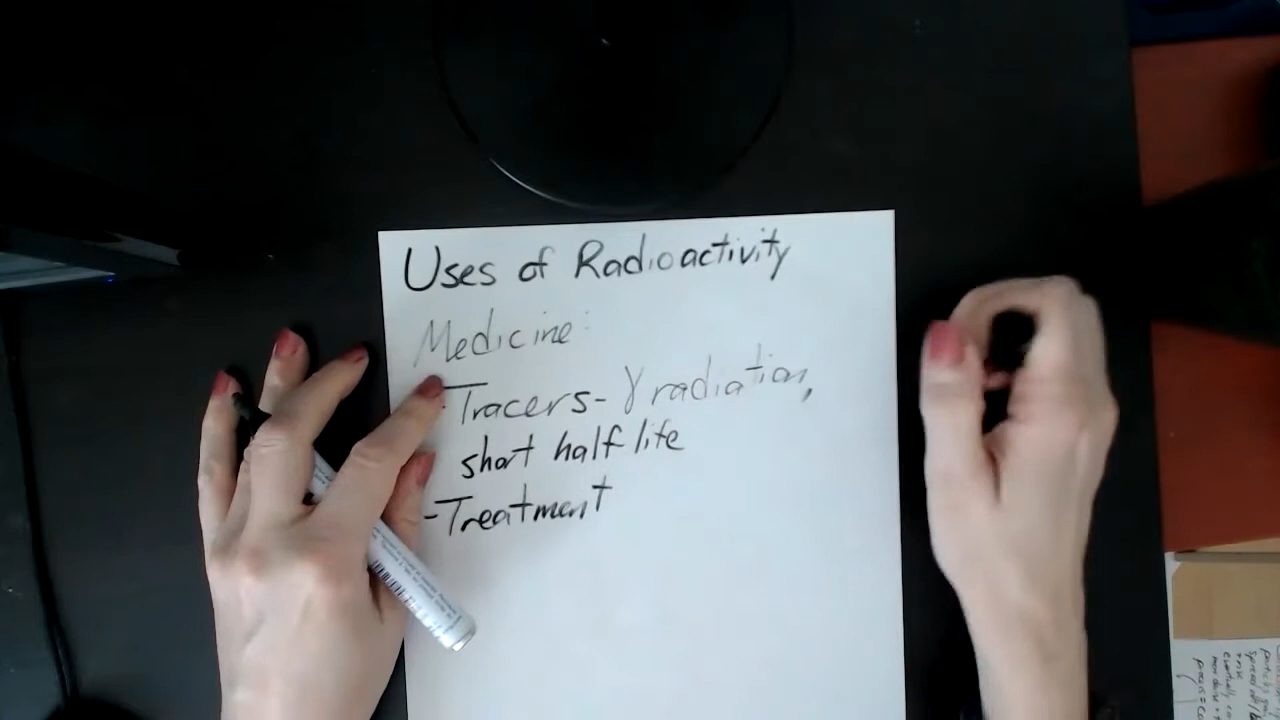 Uses of Radioactivity
Medicine:
-Tracers- γ radiation,
short half life
-Treatment